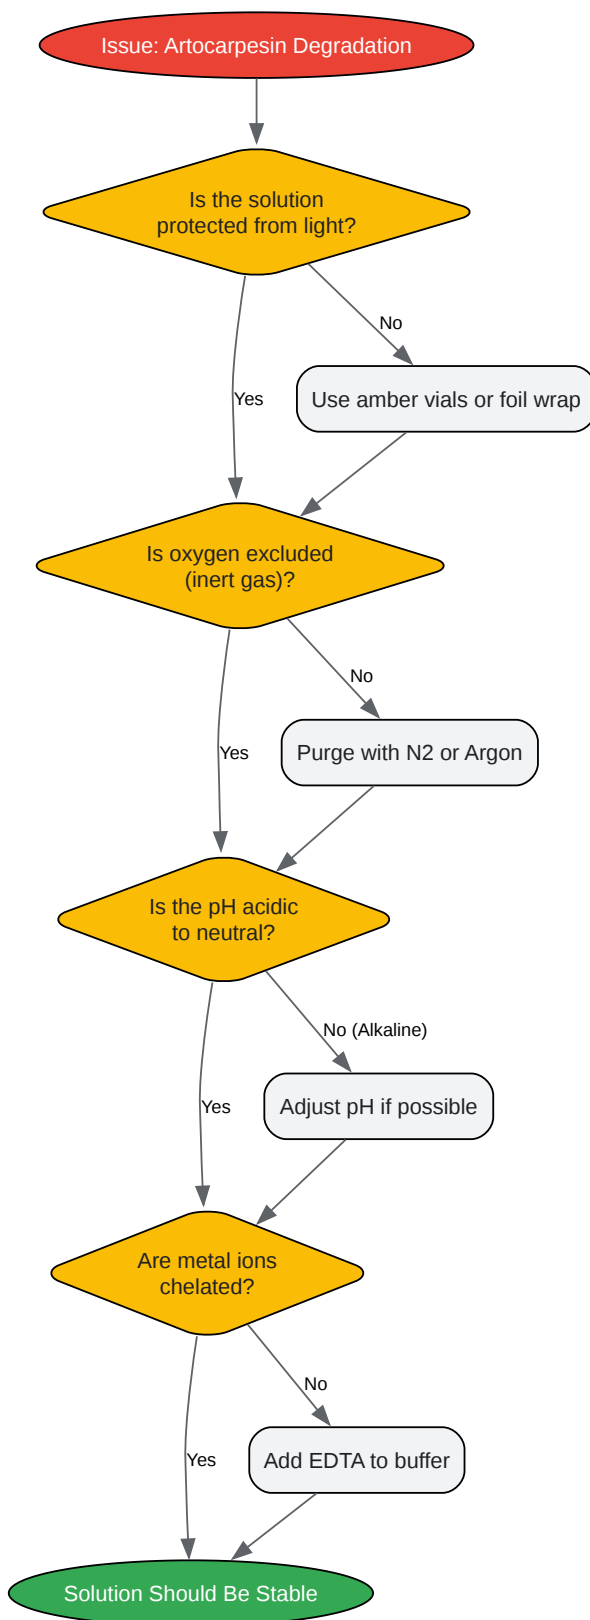 Issue: Artocarpesin Degradation
Is the solution
protected from light?
No
Yes
Use amber vials or foil wrap
Is oxygen excluded
(inert gas)?
No
Yes
Purge with N2 or Argon
Is the pH acidic
to neutral?
No (Alkaline)
Yes
Adjust pH if possible
Are metal ions
chelated?
No
Yes
Add EDTA to buffer
Solution Should Be Stable